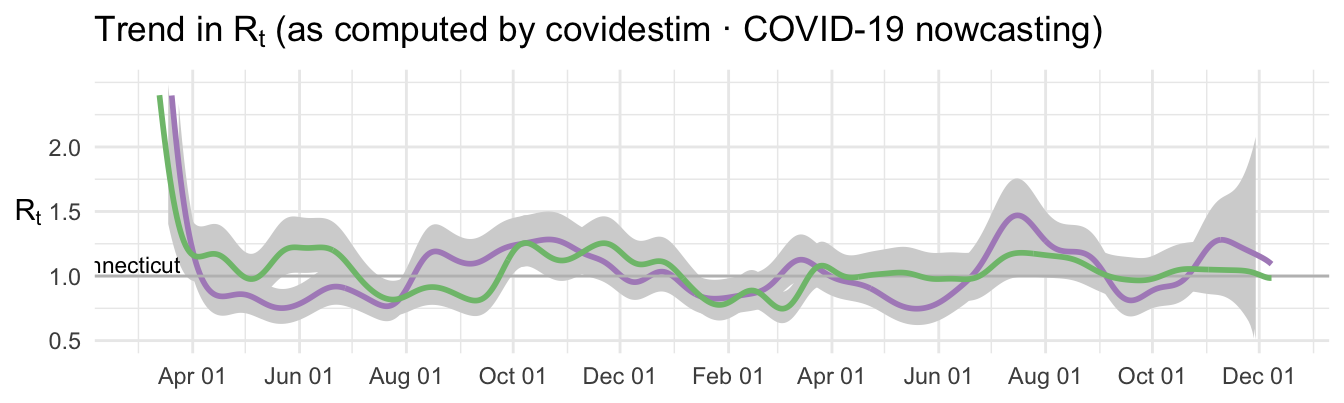 Trend in Rt (as computed by covidestim · COVID-19 nowcasting)
2.0
Rt 1.5
nnecticut
1.0
0.5
Apr 01 Jun 01 Aug 01 Oct 01 Dec 01 Feb 01 Apr 01 Jun 01 Aug 01 Oct 01 Dec 01